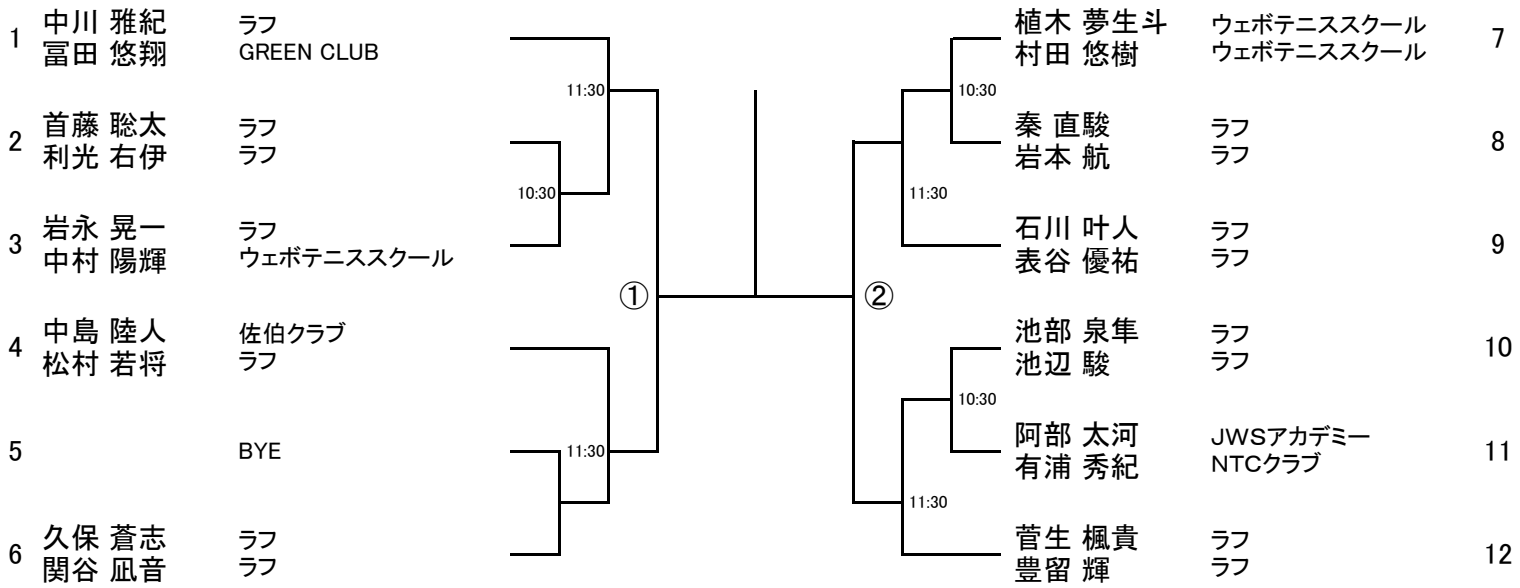 1 中川 雅紀 ラフ
冨田 悠翔 GREEN CLUB
11:30
2 首藤 聡太 ラフ
利光 右伊 ラフ
10:30
3 岩永 晃一 ラフ
中村 陽輝 ウェボテニススクール
①
4 中島 陸人 佐伯クラブ
松村 若将 ラフ
5 BYE
11:30
6 久保 蒼志 ラフ
関谷 凪音 ラフ
植木 夢生斗 ウェボテニススクール 7
村田 悠樹 ウェボテニススクール
10:30
秦 直駿 ラフ 8
岩本 航 ラフ
11:30
石川 叶人 ラフ 9
表谷 優祐 ラフ
②
池部 泉隼 ラフ 10
池辺 駿 ラフ
10:30
阿部 太河 JWSアカデミー 11
有浦 秀紀 NTCクラブ
11:30
菅生 楓貴 ラフ 12
豊留 輝 ラフ